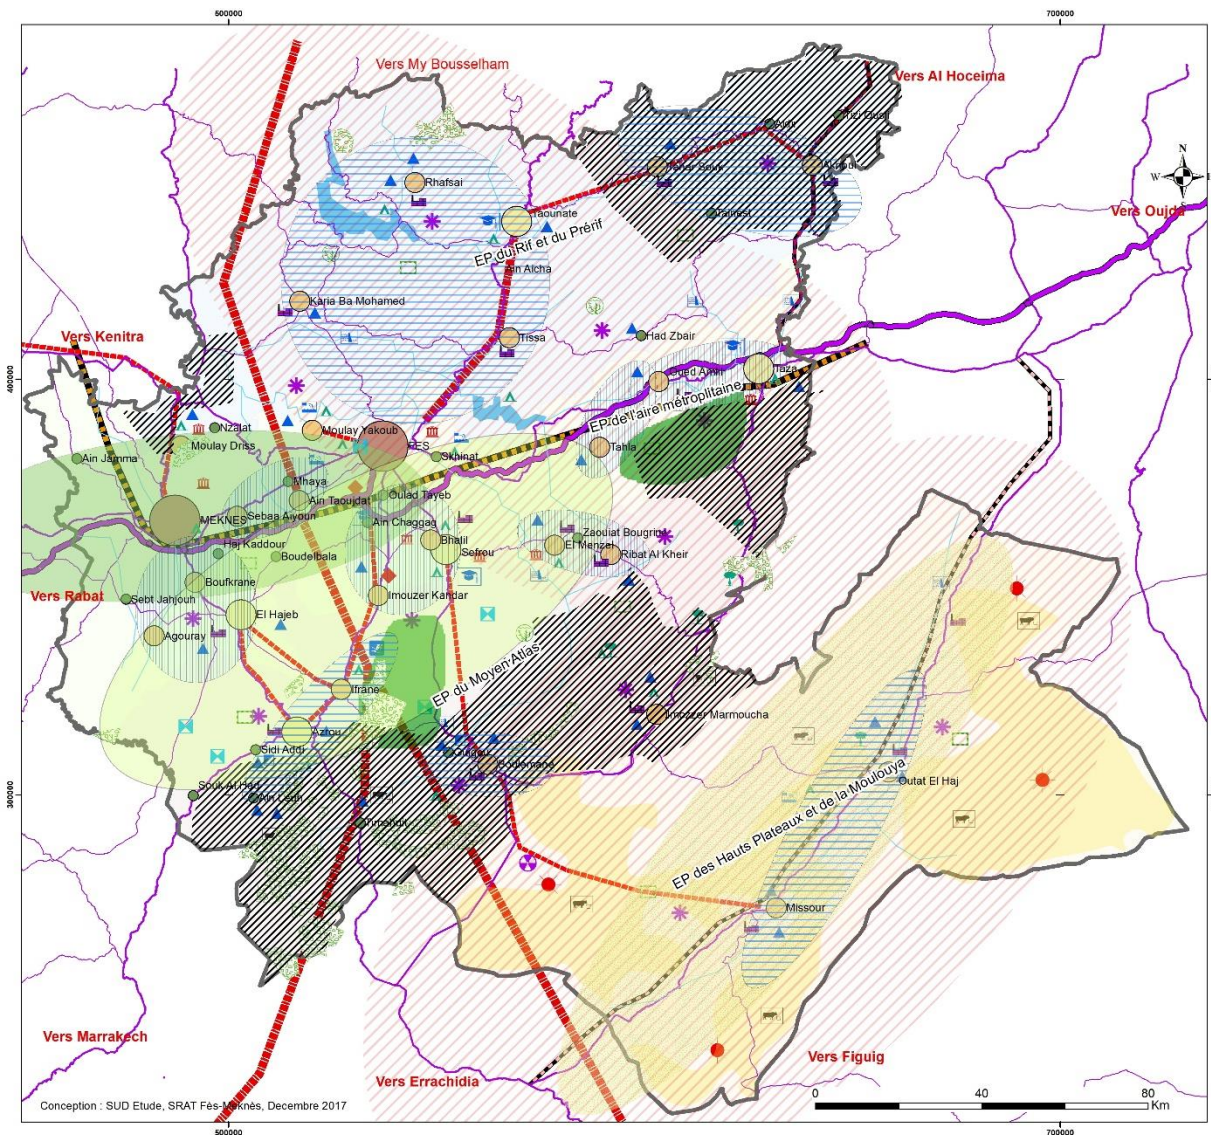 500000
700000
Vers My Bousselham
Vers Al Hoceima
Ajdir
Tizi Ousli
Aknoul
Rhafsai
N
W
S
Taounate
Tainest
Vers Oujda
EP du Rif et du Prérif
Ain Aicha
Karia Ba Mohamed
Vers Kenitra
Tissa
Had Zbair
Oued Amlil
Taza
EP de l'aire métroplitaine
Nzalat
Moulay Yakoub
Moulay Driss
FES
Tahla
Ain Jamma
Skhinat
Mhaya
Oulad Tayeb
Ain Taoujdat
MEKNES
Sebaa Aiyoun
Ain Chaggag
Zaouiat Bougrine
Bhalil
El Menzel
Haj Kaddour
Boudelbala
Sefrou
Ribat Al Kheir
Boufkrane
Vers Rabat
Sebt Jahjouh
Imouzer Kandar
El Hajeb
Agouray
EP du Moyen Atlas
Ifrane
Imozzer Marmoucha
Azrou
Sidi Addi
Guigou
Boulemane
Souk Al Had
Ain Leuh
Outat El Haj
300000
Timahdit
EP des Hauts Plateaux et de la Moulouya
Missour
Vers Marrakech
Vers Figuig
Vers Errachidia
0
40
80
Km
Conception : SUD Etude, SRAT Fès-Meknès, Decembre 2017
500000
700000